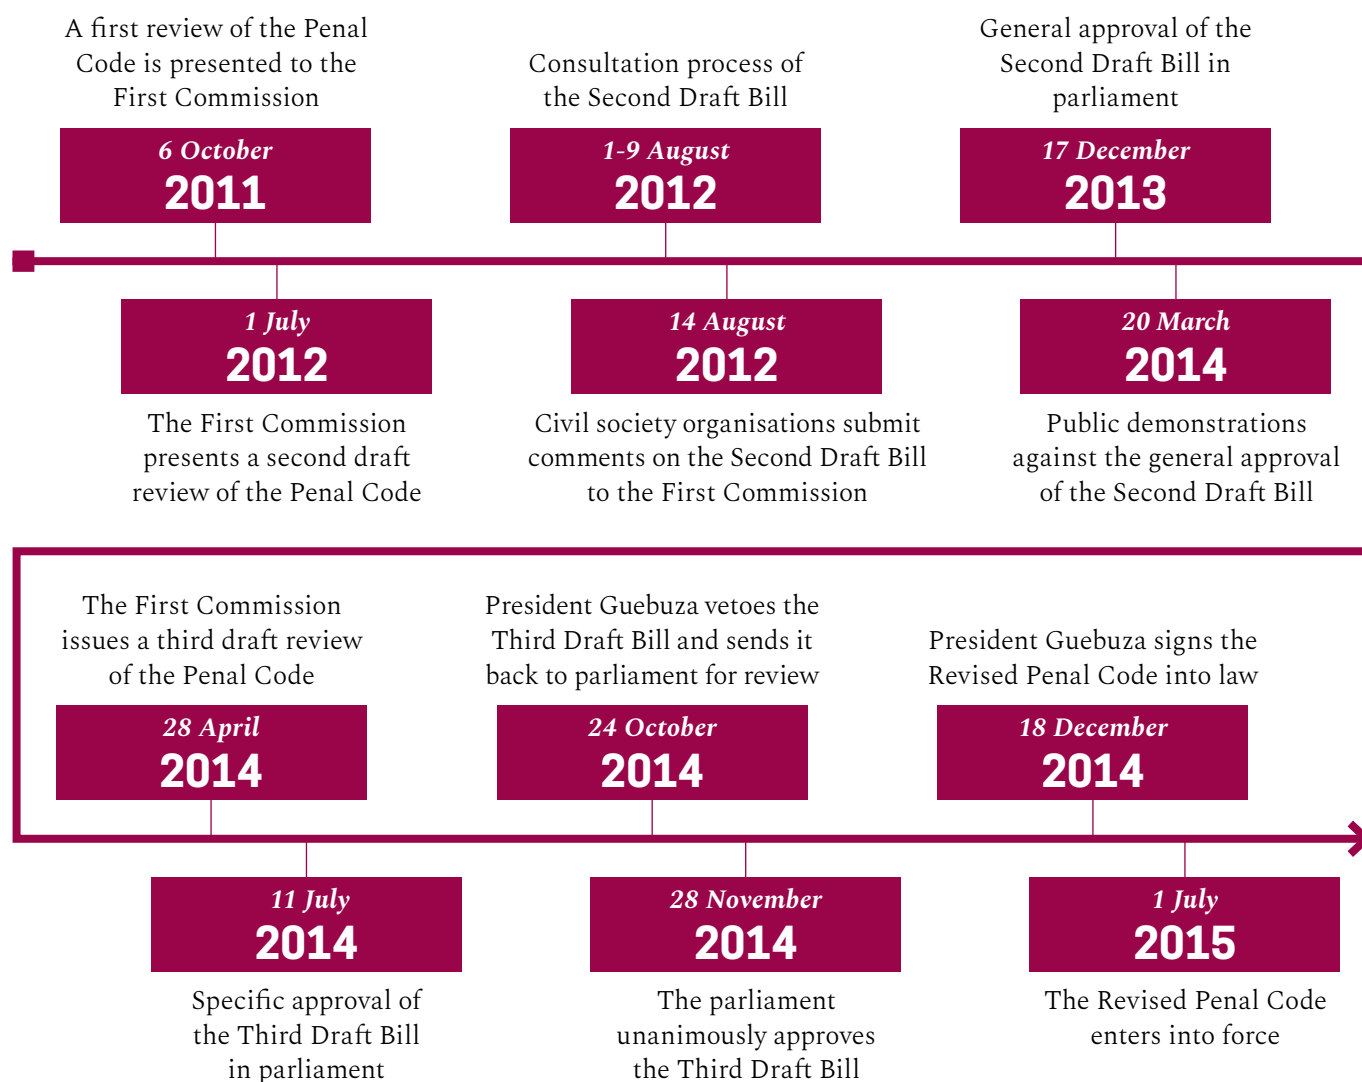 A first review of the Penal
Code is presented to the
First Commission
6 October
2011
1 July
2012
The First Commission
presents a second draft
review of the Penal Code
Consultation process of
the Second Draft Bill
1-9 August
2012
14 August
2012
Civil society organisations submit
comments on the Second Draft Bill
to the First Commission
General approval of the
Second Draft Bill in
parliament
17 December
2013
20 March
2014
Public demonstrations
against the general approval
of the Second Draft Bill
The First Commission
issues a third draft review
of the Penal Code
28 April
2014
11 July
2014
Specific approval of
the Third Draft Bill
in parliament
President Guebuza vetoes the
Third Draft Bill and sends it
back to parliament for review
24 October
2014
28 November
2014
The parliament
unanimously approves
the Third Draft Bill
President Guebuza signs the
Revised Penal Code into law
18 December
2014
1 July
2015
The Revised Penal Code
enters into force